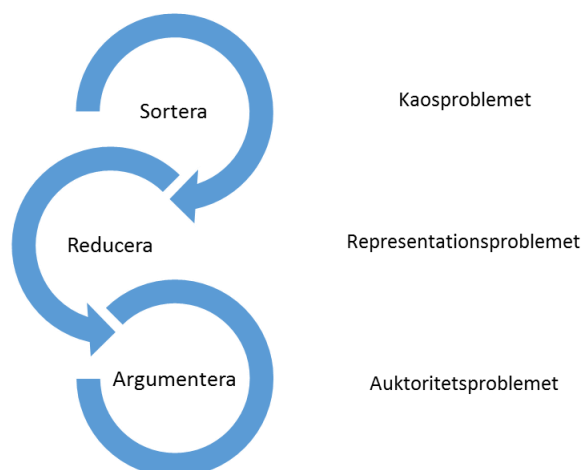 Sortera
Kaosproblemet
Reducera
Representationsproblemet
Argumentera
Auktoritetsproblemet